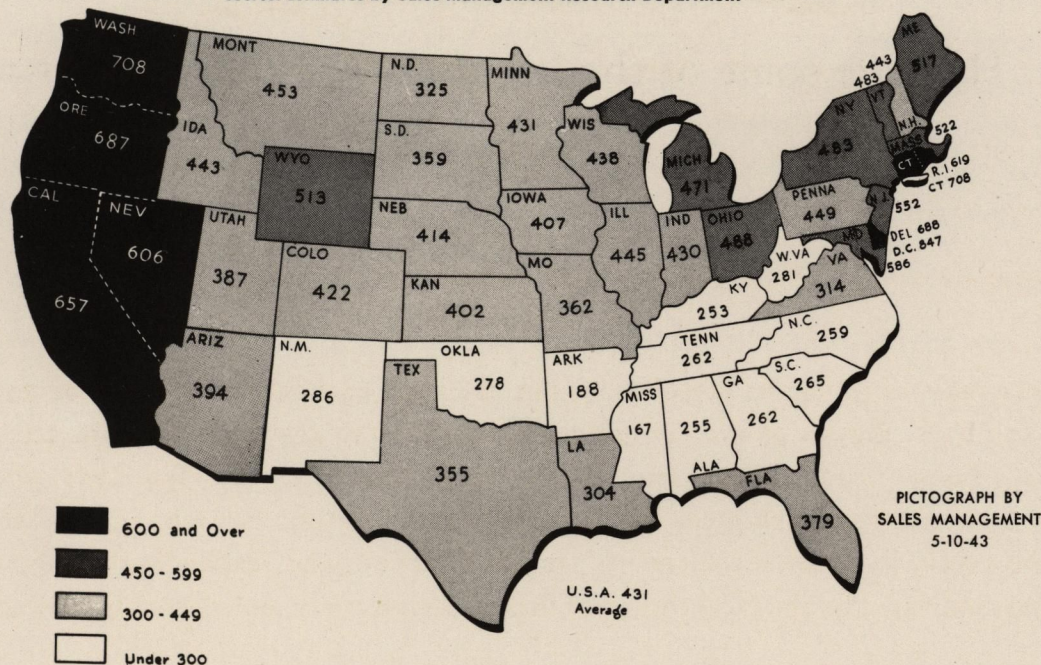 by Sales Management Research Department
WASH
708
MONT
453
N.D.
325
MINN
431
ORE
687
IDA
443
S.D.
359
WIS
438
MICH
471
NY
483
VT
483
443
N.H.
ME
517
MASS
522
CT
R.I. 619
CT 708
WYO
513
CAL
657
NEV
606
UTAH
387
COLO
422
NEB
414
IOWA
407
ILL
445
IND
430
OHIO
488
PENNA
449
N.J.
552
DEL 688
D.C. 847
MD
586
W.VA
281
VA
314
KAN
402
MO
362
KY
253
ARIZ
394
N.M.
286
OKLA
278
ARK
188
TENN
262
N.C.
259
S.C.
265
TEX
355
LA
304
MISS
167
255
ALA
GA
262
FLA
379
600 and Over
450 - 599
300 - 449
Under 300
U.S.A. 431
Average
PICTOGRAPH BY
SALES MANAGEMENT
5-10-43